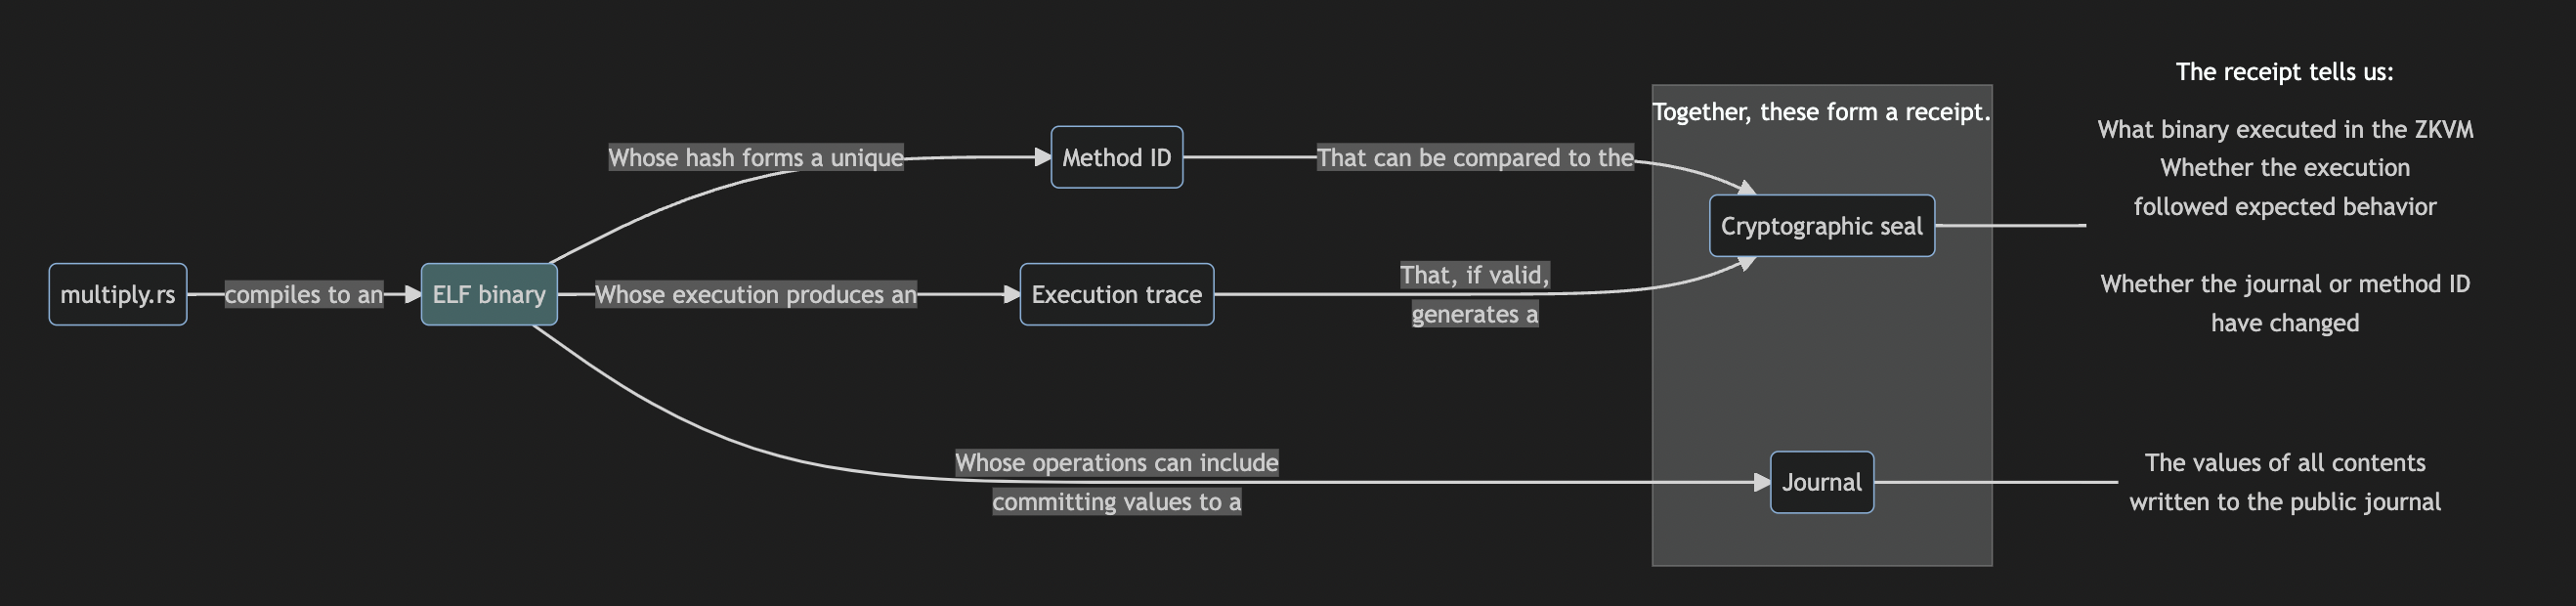 multiply.rs
compiles to an
ELF binary
Whose hash forms a unique
Method ID
That can be compared to the
Whose execution produces an
Execution trace
That, if valid,
generates a
Whose operations can include
committing values to a
Together, these form a receipt.
Cryptographic seal
Journal
The receipt tells us:
What binary executed in the ZKVM
Whether the execution
followed expected behavior
Whether the journal or method ID
have changed
The values of all contents
written to the public journal